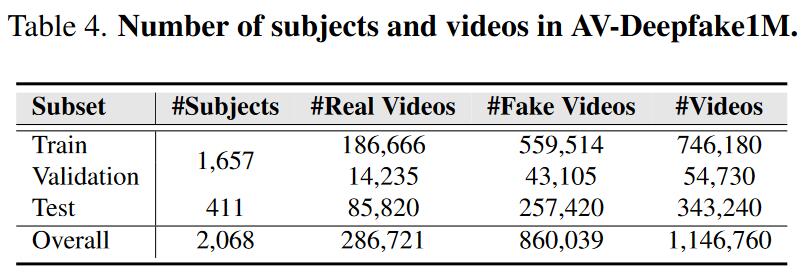 Table 4. Number of subjects and videos in AV-Deepfake1M.
Subset #Subjects #Real Videos #Fake Videos #Videos
Train 186,666 559,514 746,180
1,657
Validation 14,235 43,105 54,730
Test 411 85,820 257,420 343,240
Overall 2,068 286,721 860,039 1,146,760